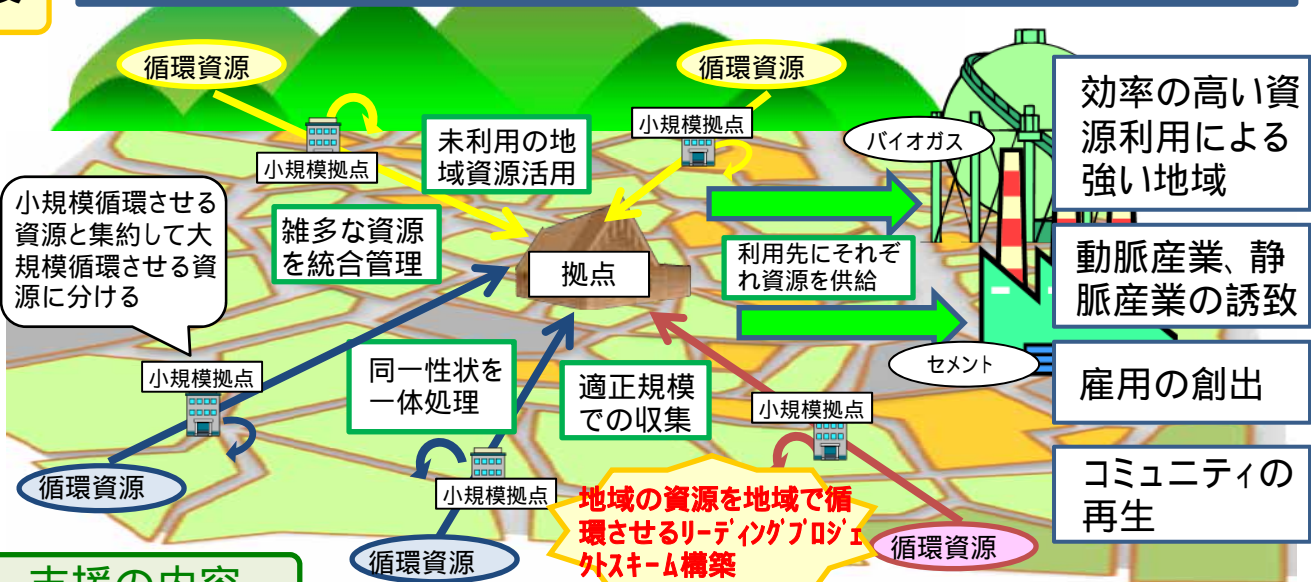 循環資源
循環資源
小規模拠点
小規模拠点
未利用の地
域資源活用
バイオガス
効率の高い資
源利用による
強い地域
小規模循環させる
資源と集約して大
規模循環させる資
源に分ける
雑多な資源
を統合管理
拠点
利用先にそれぞ
れ資源を供給
動脈産業、静
脈産業の誘致
小規模拠点
同一性状を
一体処理
適正規模
での収集
セメント
雇用の創出
小規模拠点
循環資源
小規模拠点
地域の資源を地域で循
環させるリーディングプロジェ
クトスキーム構築
コミュニティの
再生
循環資源
循環資源
支援の内容